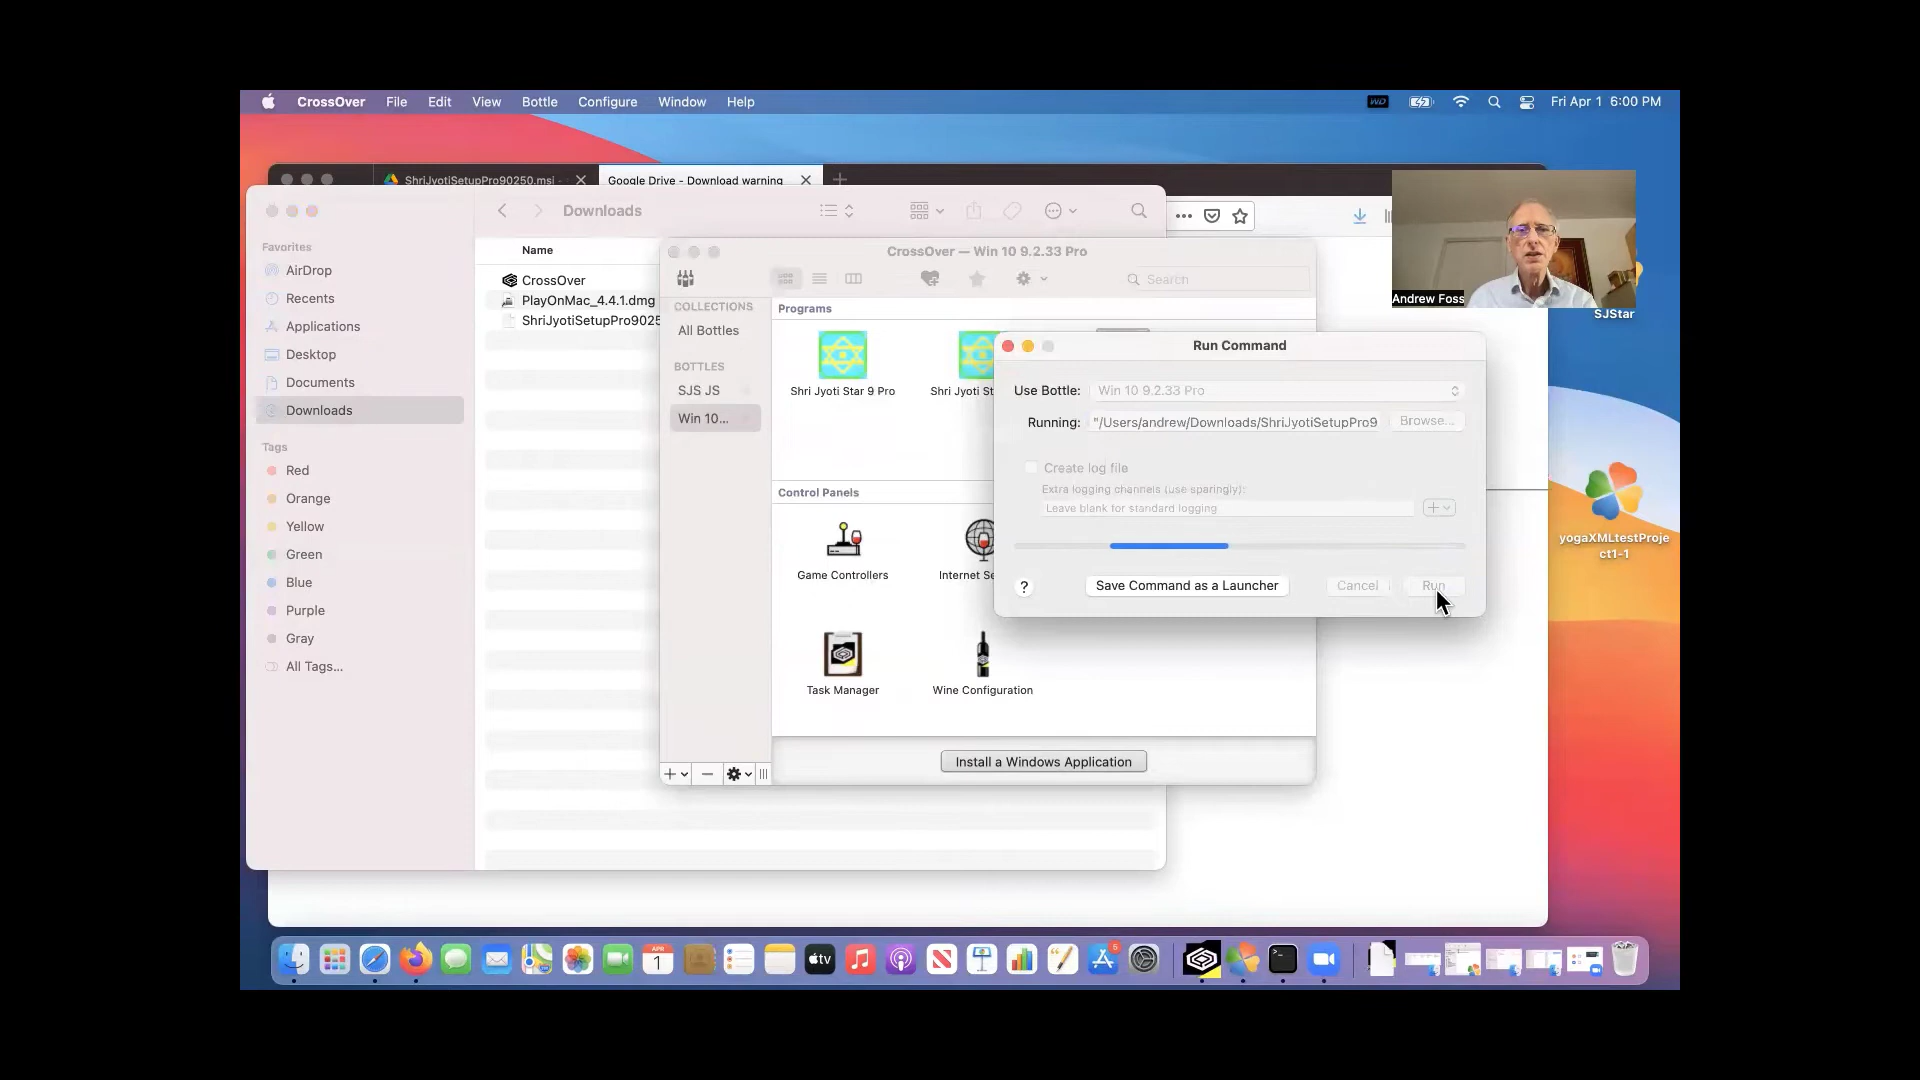 CrossOver File Edit View Bottle Configure Window Help
WD
Fri Apr 1 6:00 PM
ShriJyotiSetupPro90250.msi -
Google Drive - Download warning
Downloads
Favorites
AirDrop
Recents
Applications
Desktop
Documents
Downloads
Tags
Red
Orange
Yellow
Green
Blue
Purple
Gray
All Tags...
Name
CrossOver
PlayOnMac_4.4.1.dmg
ShriJyotiSetupPro9025
CrossOver — Win 10 9.2.33 Pro
Search
COLLECTIONS
All Bottles
BOTTLES
SJS JS
Win 10...
Programs
Shri Jyoti Star 9 Pro
Shri Jyoti St
Control Panels
Game Controllers
Internet Se
Task Manager
Wine Configuration
Install a Windows Application
Run Command
Use Bottle: Win 10 9.2.33 Pro
Running: "/Users/andrew/Downloads/ShriJyotiSetupPro9 Browse...
Create log file
Extra logging channels (use sparingly):
Leave blank for standard logging
? Save Command as a Launcher Cancel Run
Andrew Foss
SJStar
yogaXMLtestProje
ct1-1
APR
1
tv
5